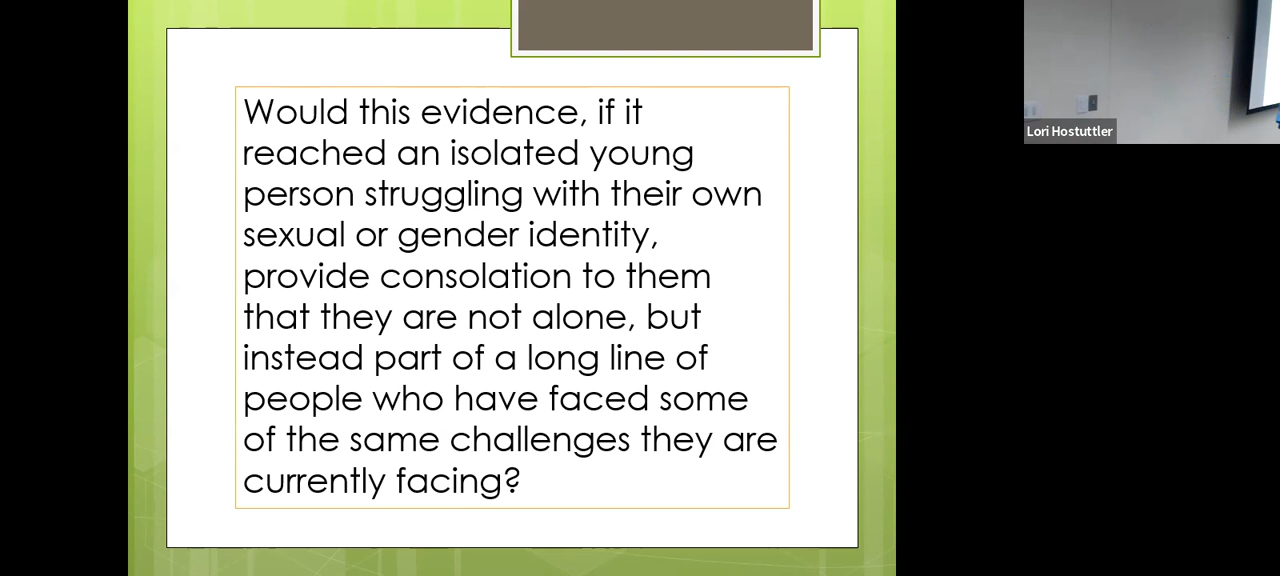 Would this evidence, if it
reached an isolated young
person struggling with their own
sexual or gender identity,
provide consolation to them
that they are not alone, but
instead part of a long line of
people who have faced some
of the same challenges they are
currently facing?
Lori Hostuttler